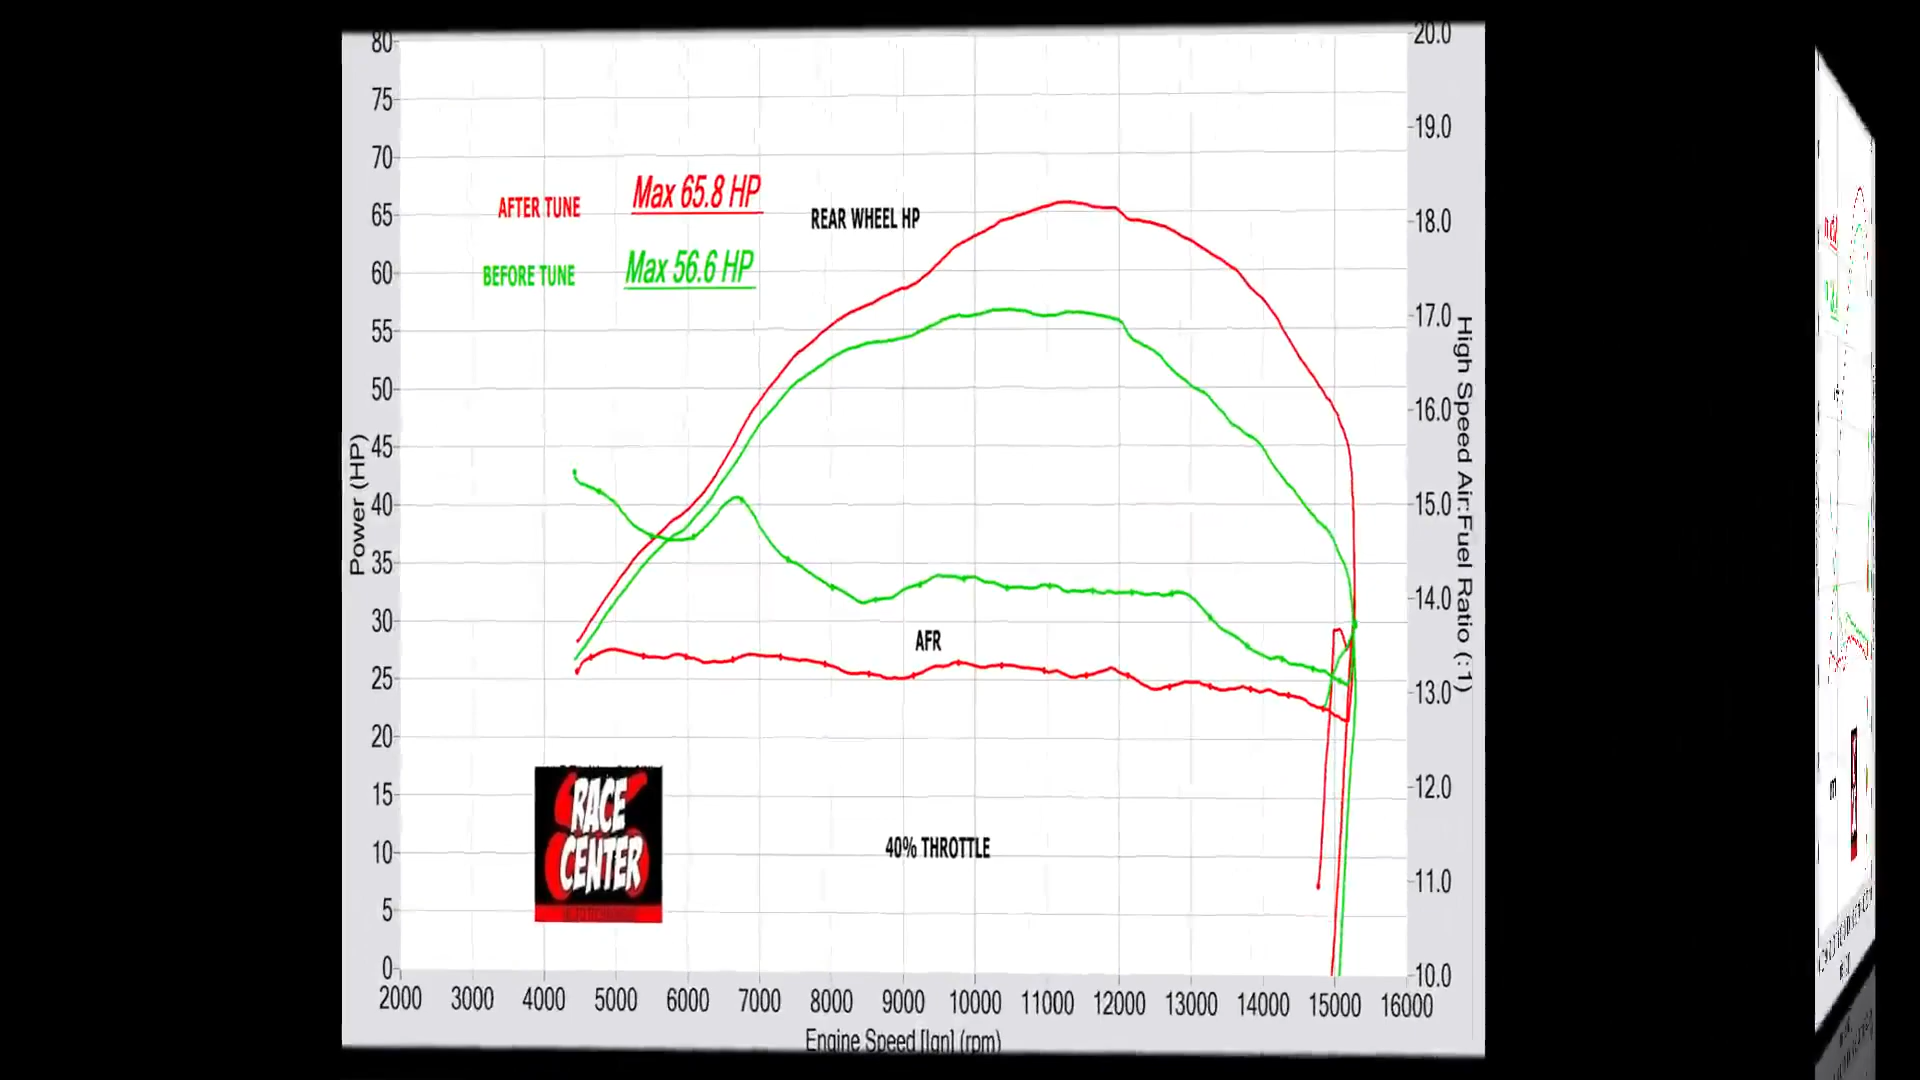 80
75
70
65
60
55
50
45
40
35
30
25
20
15
10
5
0
Power (HP)
AFTER TUNE
Max 65.8 HP
REAR WHEEL HP
BEFORE TUNE
Max 56.6 HP
AFR
40% THROTTLE
RACE
CENTER
20.0
19.0
18.0
17.0
16.0
15.0
14.0
13.0
12.0
11.0
10.0
High Speed Air:Fuel Ratio (:1)
2000 3000 4000 5000 6000 7000 8000 9000 10000 11000 12000 13000 14000 15000 16000
Engine Speed [Ign] (rpm)